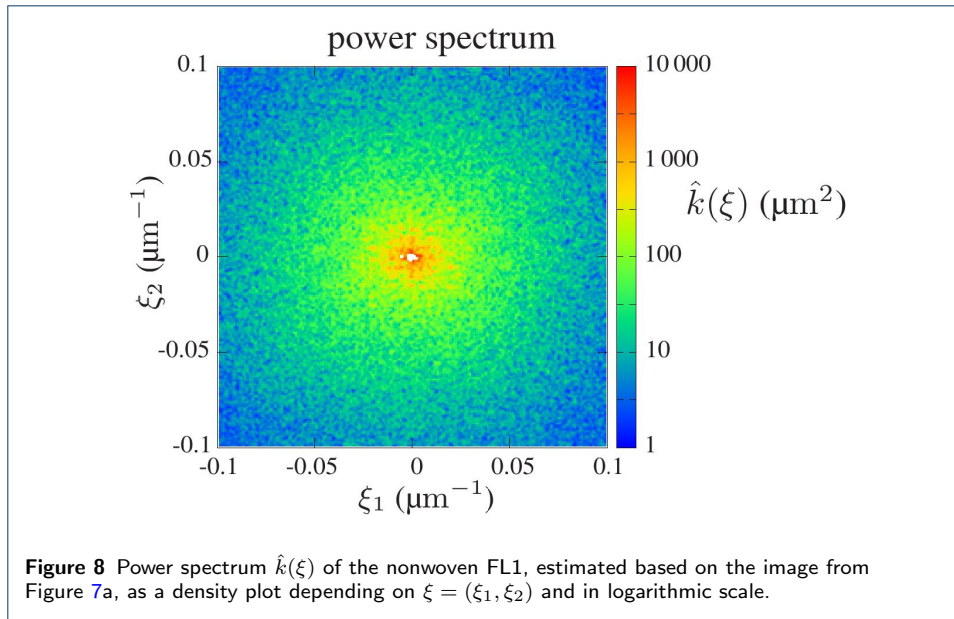 power spectrum
0.1
0.05
0
-0.05
-0.1
ξ₂ (μm⁻¹)
-0.1 -0.05 0 0.05 0.1
ξ₁ (μm⁻¹)
10 000
1 000
100
10
1
k̂(ξ) (μm²)
Figure 8 Power spectrum k̂(ξ) of the nonwoven FL1, estimated based on the image from
Figure 7a, as a density plot depending on ξ = (ξ₁, ξ₂) and in logarithmic scale.